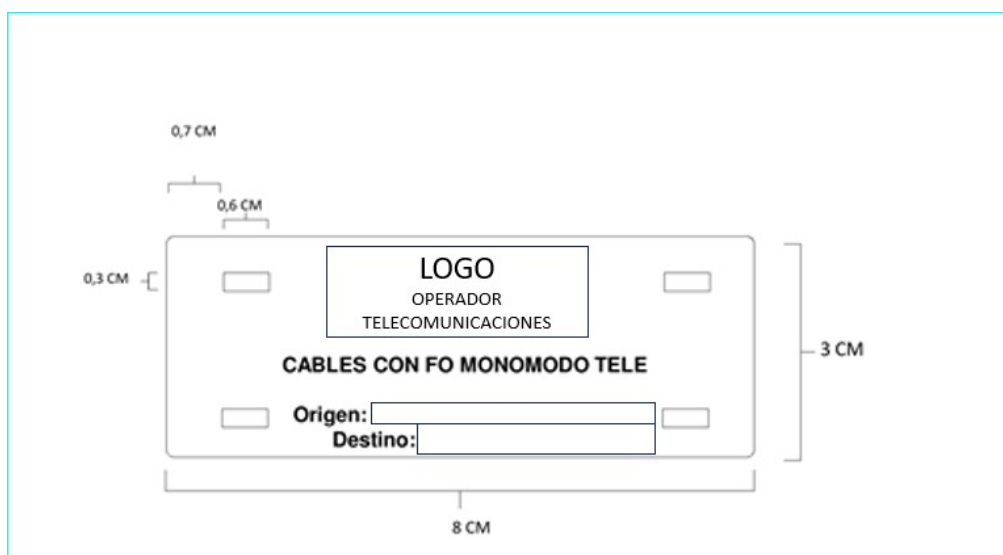 0,7 CM
0,6 CM
0,3 CM
LOGO
OPERADOR
TELECOMUNICACIONES
3 CM
CABLES CON FO MONOMODO TELE
Origen:
Destino:
8 CM